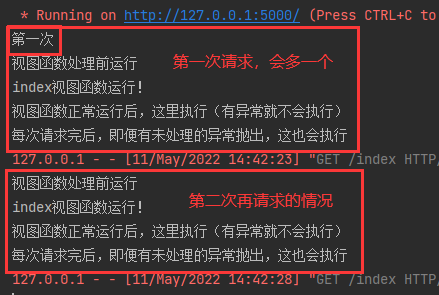 * Running on http://127.0.0.1:5000/ (Press CTRL+C to
第一次
视图函数处理前运行
第一次请求，会多一个
index视图函数运行!
视图函数正常运行后，这里执行（有异常就不会执行）
每次请求完后，即便有未处理的异常抛出，这也会执行
127.0.0.1 - - [11/May/2022 14:42:23] "GET /index HTTP/
视图函数处理前运行
第二次再请求的情况
index视图函数运行!
视图函数正常运行后，这里执行（有异常就不会执行）
每次请求完后，即便有未处理的异常抛出，这也会执行
127.0.0.1 - - [11/May/2022 14:42:28] "GET /index HTTP/